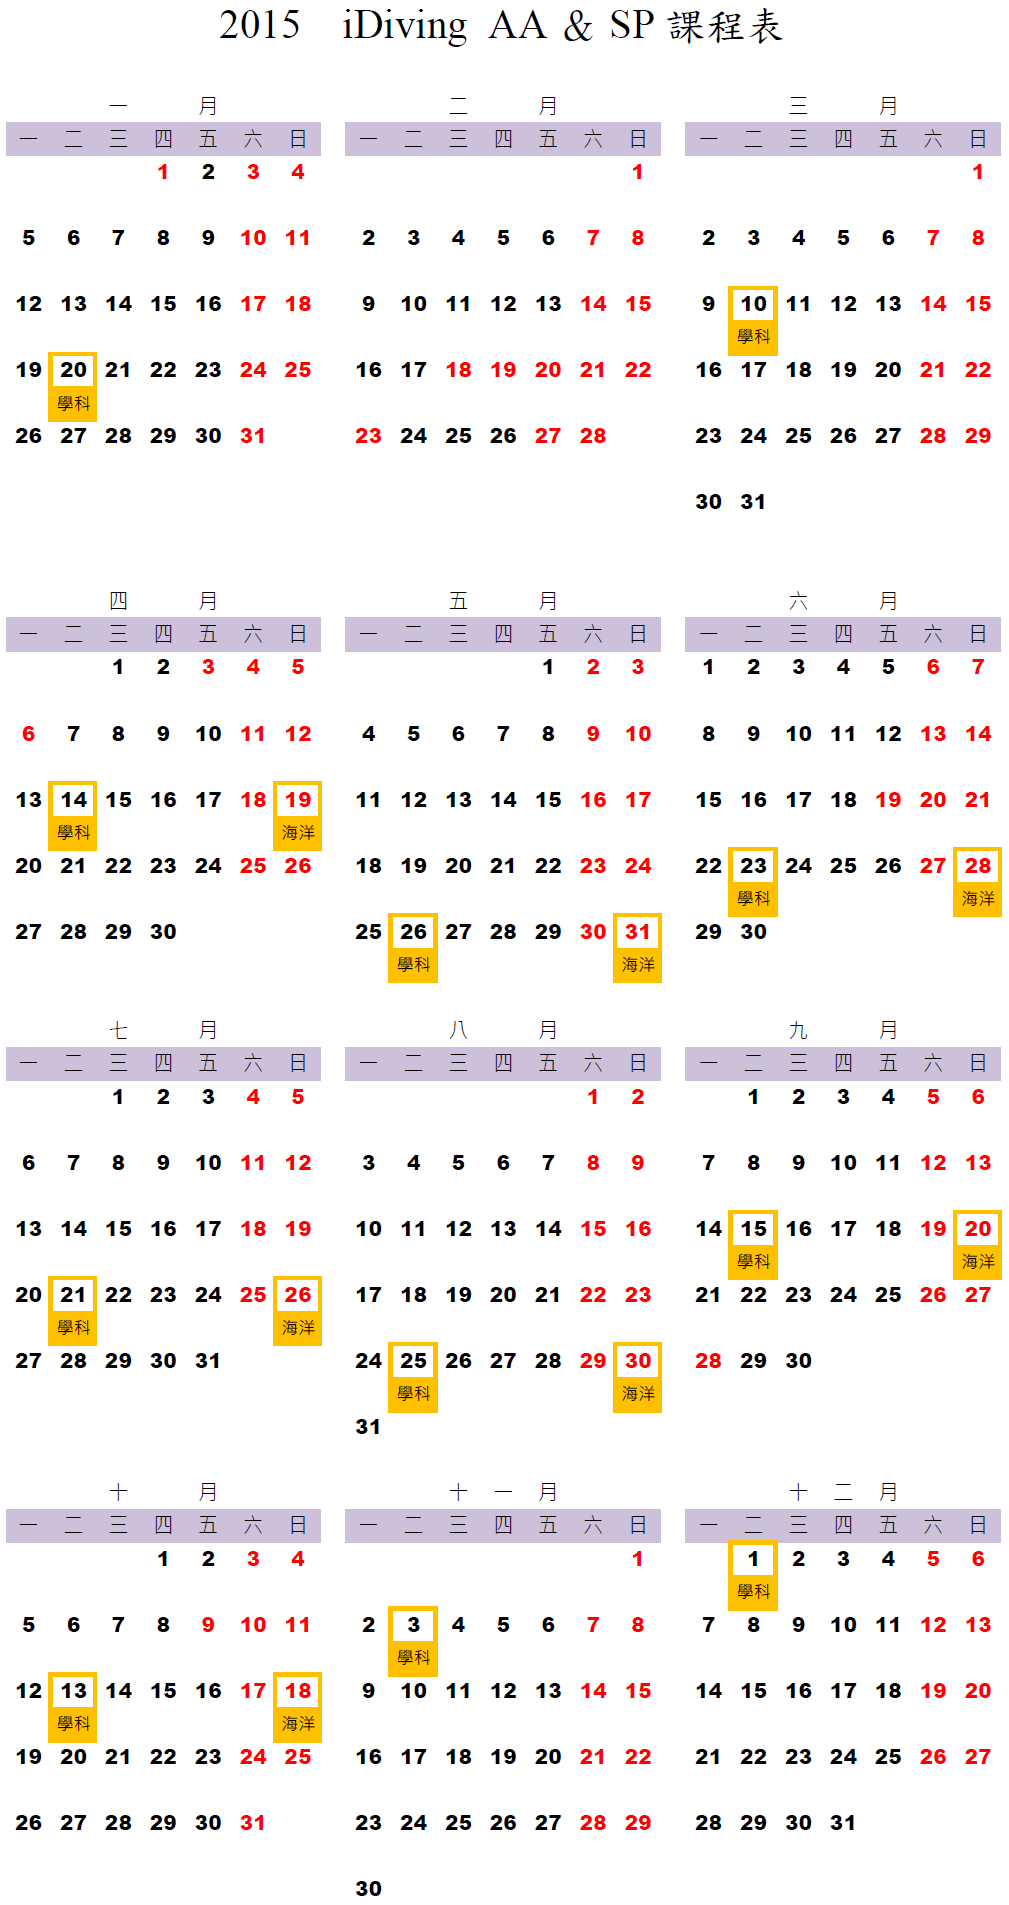 2015 iDiving AA & SP 課程表
一 月
一 二 三 四 五 六 日
1 2 3 4
5 6 7 8 9 10 11
12 13 14 15 16 17 18
19 20 21 22 23 24 25
學科
26 27 28 29 30 31
二 月
一 二 三 四 五 六 日
1
2 3 4 5 6 7 8
9 10 11 12 13 14 15
16 17 18 19 20 21 22
23 24 25 26 27 28
三 月
一 二 三 四 五 六 日
1
2 3 4 5 6 7 8
9 10 11 12 13 14 15
學科
16 17 18 19 20 21 22
23 24 25 26 27 28 29
30 31
四 月
一 二 三 四 五 六 日
1 2 3 4 5
6 7 8 9 10 11 12
13 14 15 16 17 18 19
學科 海洋
20 21 22 23 24 25 26
27 28 29 30
五 月
一 二 三 四 五 六 日
1 2 3
4 5 6 7 8 9 10
11 12 13 14 15 16 17
18 19 20 21 22 23 24
25 26 27 28 29 30 31
學科 海洋
六 月
一 二 三 四 五 六 日
1 2 3 4 5 6 7
8 9 10 11 12 13 14
15 16 17 18 19 20 21
22 23 24 25 26 27 28
學科 海洋
29 30
七 月
一 二 三 四 五 六 日
1 2 3 4 5
6 7 8 9 10 11 12
13 14 15 16 17 18 19
20 21 22 23 24 25 26
學科 海洋
27 28 29 30 31
八 月
一 二 三 四 五 六 日
1 2
3 4 5 6 7 8 9
10 11 12 13 14 15 16
17 18 19 20 21 22 23
24 25 26 27 28 29 30
學科 海洋
31
九 月
一 二 三 四 五 六 日
1 2 3 4 5 6
7 8 9 10 11 12 13
14 15 16 17 18 19 20
學科 海洋
21 22 23 24 25 26 27
28 29 30
十 月
一 二 三 四 五 六 日
1 2 3 4
5 6 7 8 9 10 11
12 13 14 15 16 17 18
學科 海洋
19 20 21 22 23 24 25
26 27 28 29 30 31
十 一 月
一 二 三 四 五 六 日
1
2 3 4 5 6 7 8
學科
9 10 11 12 13 14 15
16 17 18 19 20 21 22
23 24 25 26 27 28 29
30
十 二 月
一 二 三 四 五 六 日
1 2 3 4 5 6
學科
7 8 9 10 11 12 13
14 15 16 17 18 19 20
21 22 23 24 25 26 27
28 29 30 31